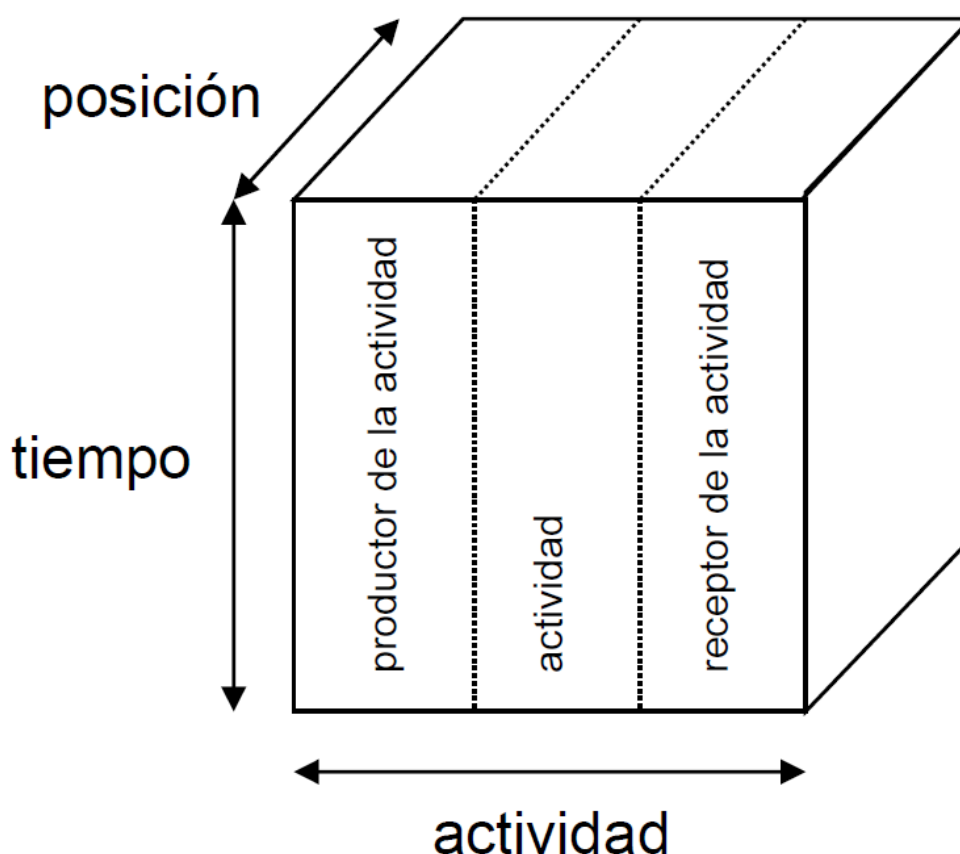 posición
tiempo
productor de la actividad
actividad
receptor de la actividad
actividad